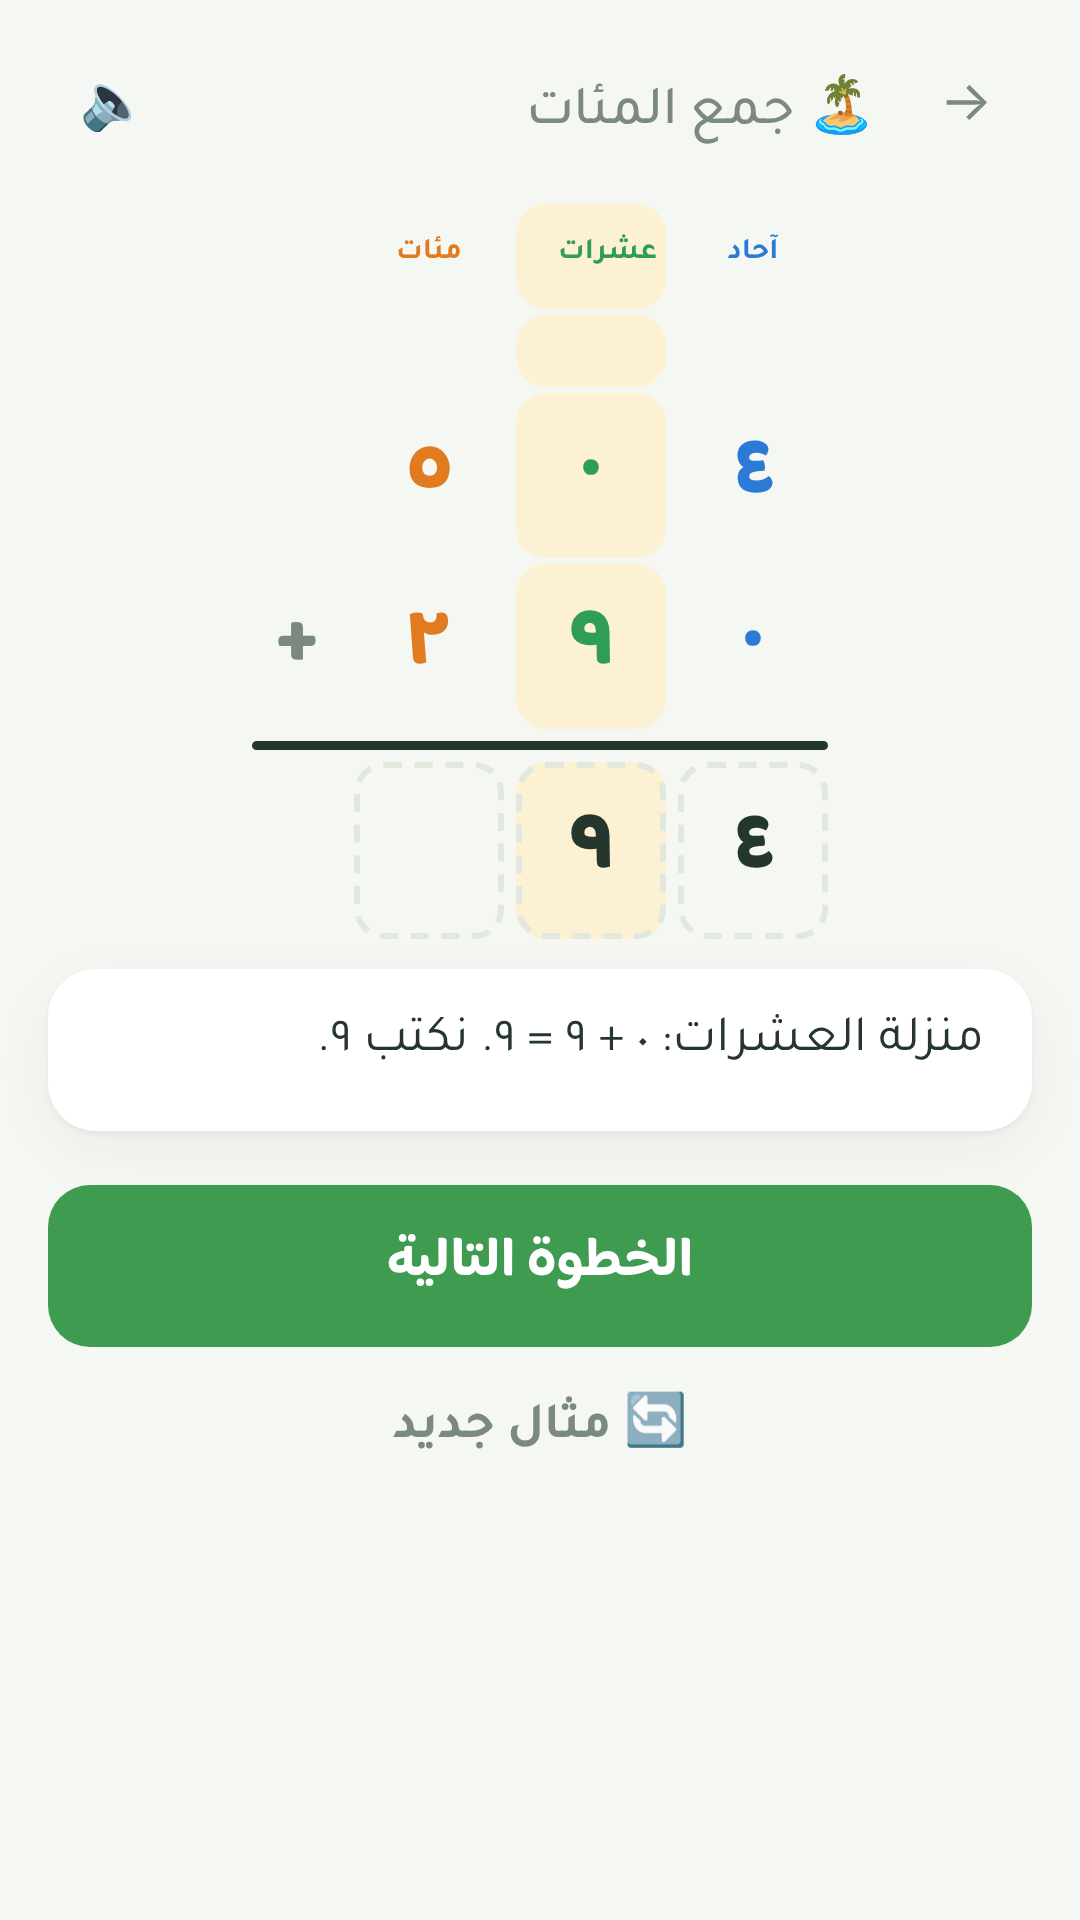 🏝️ جمع المئات
آحاد عشرات مئات
٤ ٠ ٥
٠ ٩ ٢ +
٤ ٩
منزلة العشرات: ٠ + ٩ = ٩. نكتب ٩.
الخطوة التالية
🔄 مثال جديد